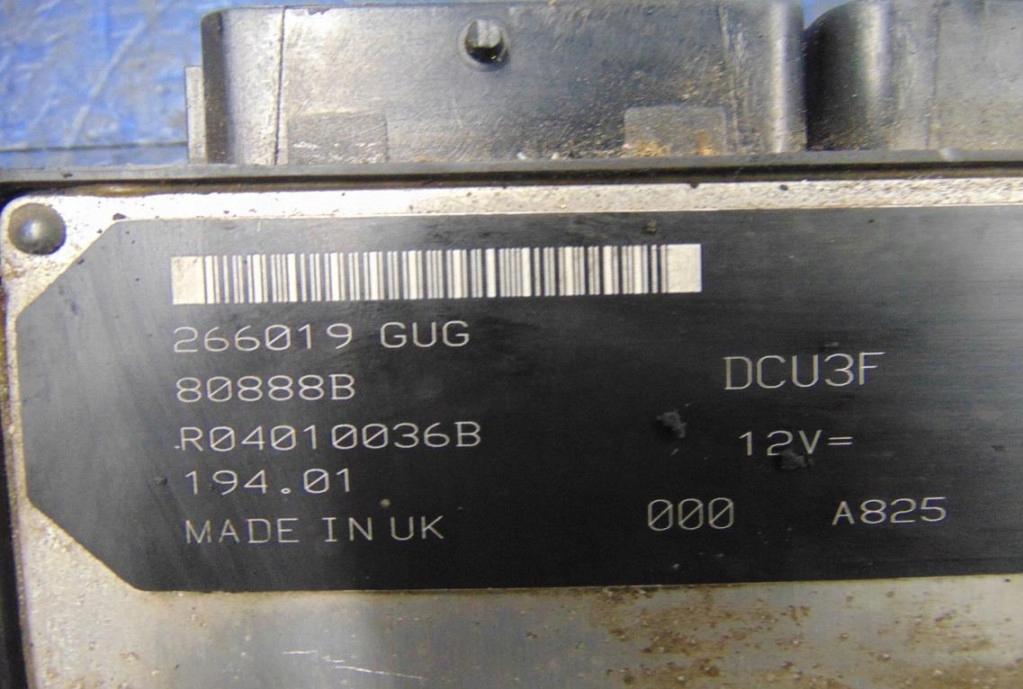 266019 GUG
80888B
R04010036B
194.01
MADE IN UK
DCU3F
12V=
000 A825